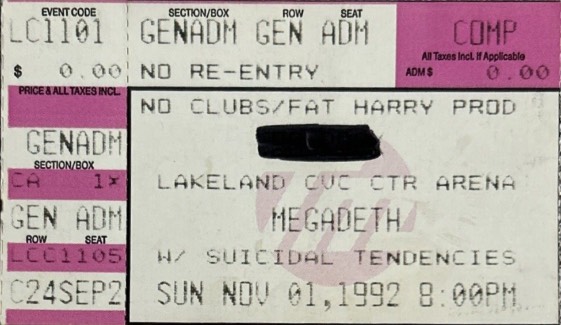 EVENT CODE SECTION/BOX ROW SEAT
LC1101 GENADM GEN ADM COMP
All Taxes Incl. If Applicable
$ 0.00 NO RE-ENTRY ADM $ 0.00
PRICE & ALL TAXES INCL. NO CLUBS/FAT HARRY PROD
GENADM
SECTION/BOX
CA 1× LAKELAND CVC CTR ARENA
GEN ADM MEGADETH
ROW SEAT
LCC1105 W/ SUICIDAL TENDENCIES
C24SEP2 SUN NOV 01,1992 8:00PM